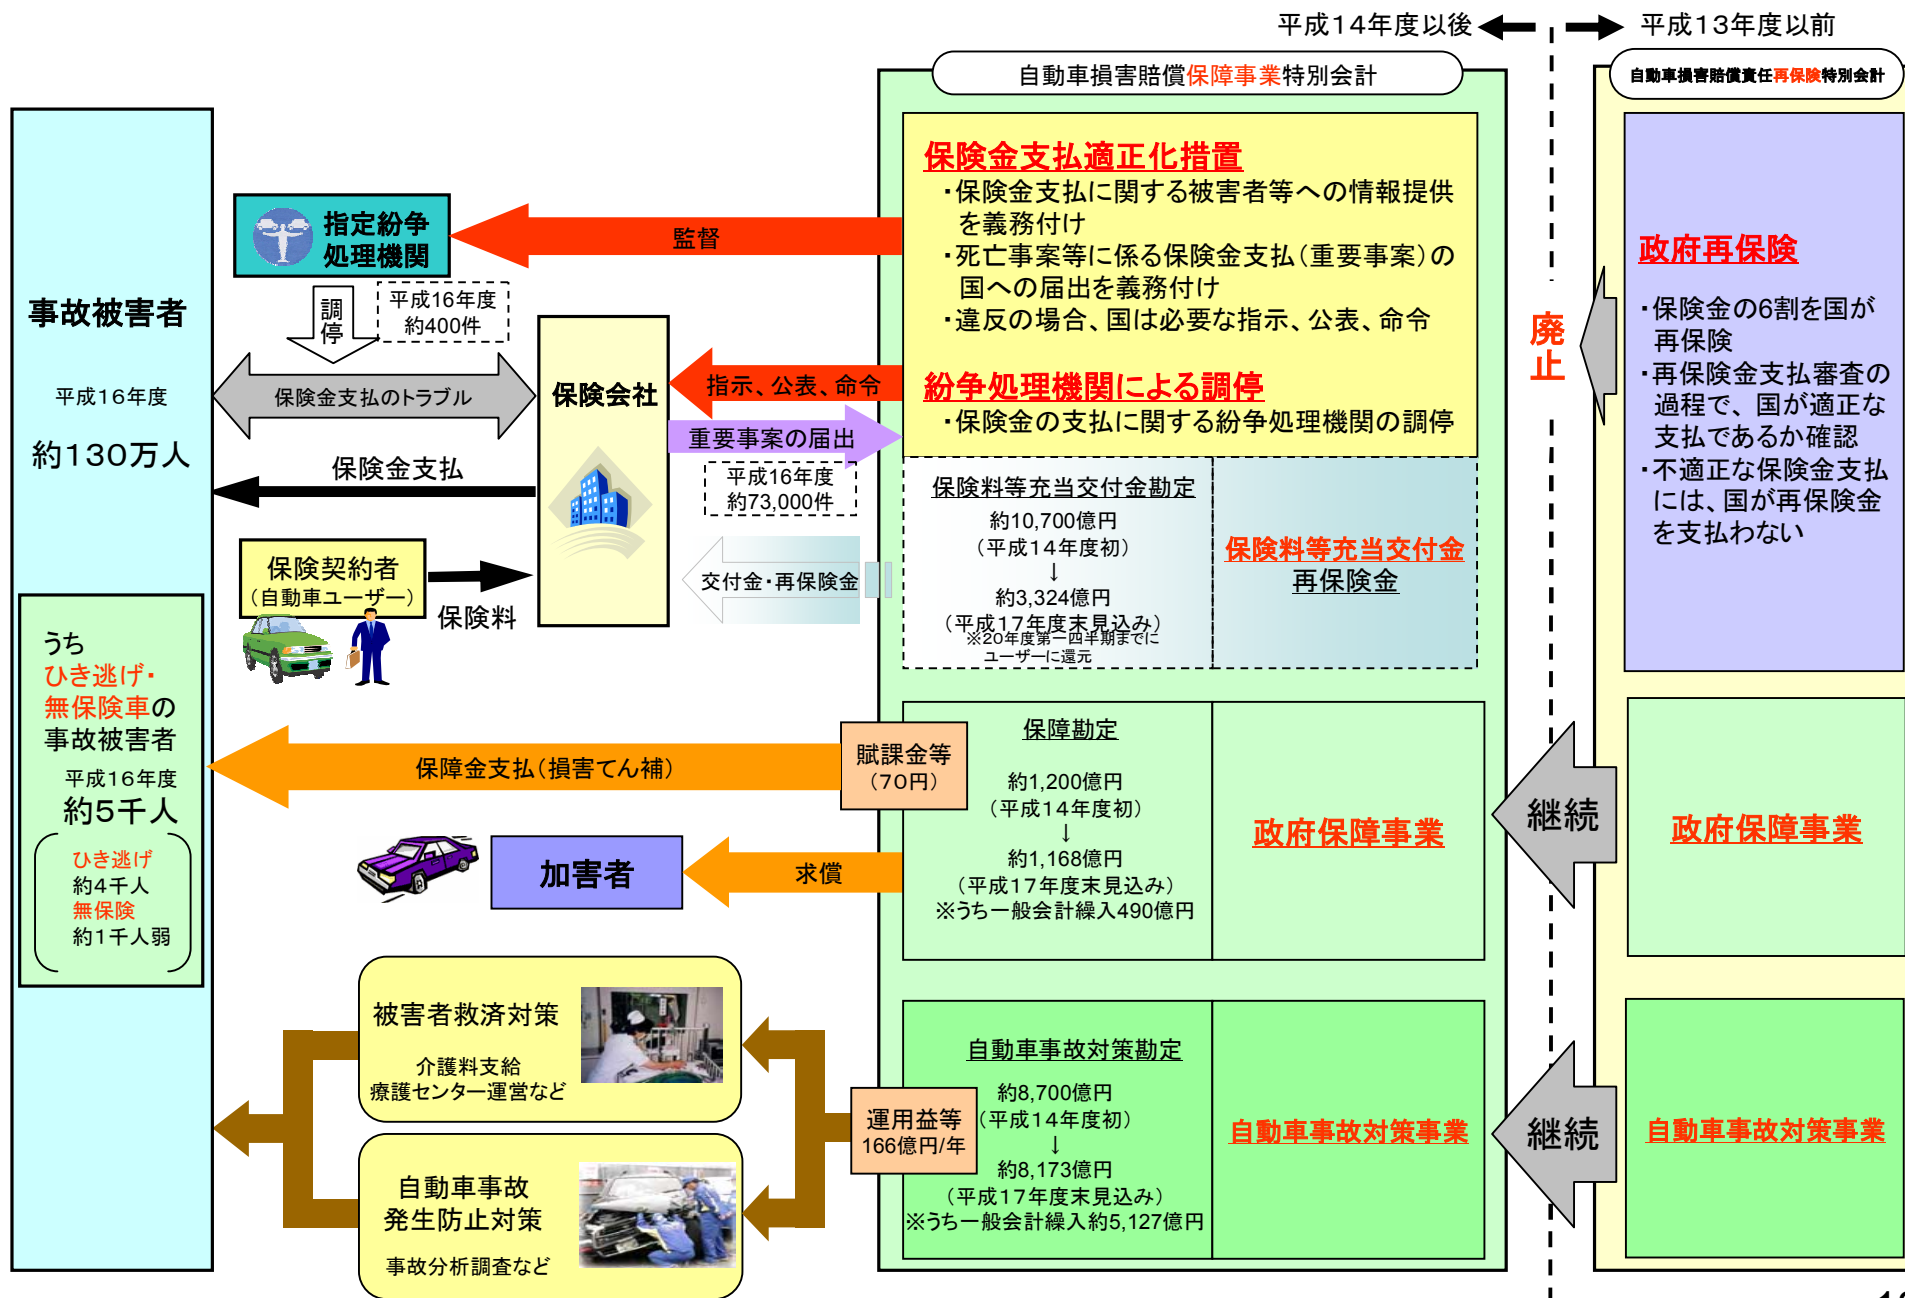 平成14年度以後
平成13年度以前
自動車損害賠償保障事業特別会計
自動車損害賠償責任再保険特別会計
事故被害者
平成16年度
約130万人
うち
ひき逃げ・
無保険車の
事故被害者
平成16年度
約5千人
ひき逃げ
約4千人
無保険
約1千人弱
指定紛争
処理機関
調停
平成16年度
約400件
監督
保険金支払のトラブル
保険会社
指示、公表、命令
重要事案の届出
平成16年度
約73,000件
保険金支払
保険契約者
(自動車ユーザー)
保険料
交付金・再保険金
保険金支払適正化措置
・保険金支払に関する被害者等への情報提供
を義務付け
・死亡事案等に係る保険金支払(重要事案)の
国への届出を義務付け
・違反の場合、国は必要な指示、公表、命令
紛争処理機関による調停
・保険金の支払に関する紛争処理機関の調停
保険料等充当交付金勘定
約10,700億円
(平成14年度初)
↓
約3,324億円
(平成17年度末見込み)
※20年度第一四半期までに
ユーザーに還元
保険料等充当交付金
再保険金
保障金支払(損害てん補)
賦課金等
(70円)
保障勘定
約1,200億円
(平成14年度初)
↓
約1,168億円
(平成17年度末見込み)
※うち一般会計繰入490億円
政府保障事業
加害者
求償
被害者救済対策
介護料支給
療護センター運営など
自動車事故
発生防止対策
事故分析調査など
運用益等
166億円/年
自動車事故対策勘定
約8,700億円
(平成14年度初)
↓
約8,173億円
(平成17年度末見込み)
※うち一般会計繰入約5,127億円
自動車事故対策事業
廃止
継続
継続
政府再保険
・保険金の6割を国が
再保険
・再保険金支払審査の
過程で、国が適正な
支払であるか確認
・不適正な保険金支払
には、国が再保険金
を支払わない
政府保障事業
自動車事故対策事業